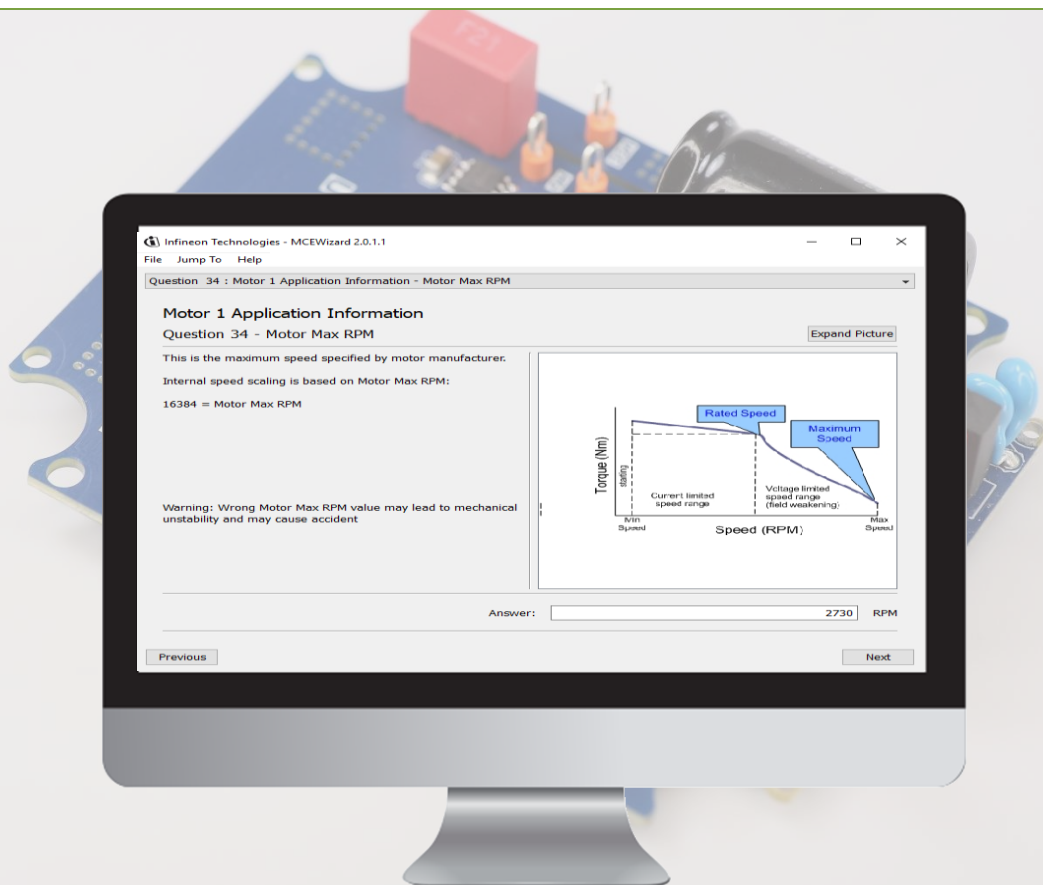 F21
Infineon Technologies - MCEWizard 2.0.1.1
File Jump To Help
Question 34 : Motor 1 Application Information - Motor Max RPM
Motor 1 Application Information
Question 34 - Motor Max RPM
Expand Picture
This is the maximum speed specified by motor manufacturer.
Internal speed scaling is based on Motor Max RPM:
16384 = Motor Max RPM
Warning: Wrong Motor Max RPM value may lead to mechanical
unstability and may cause accident
Rated Speed
Maximum
Speed
Torque (Nm)
starting
Current limited
speed range
Voltage limited
speed range
(field weakening)
Min
Speed
Speed (RPM)
Max
Speed
Answer:
2730 RPM
Previous
Next